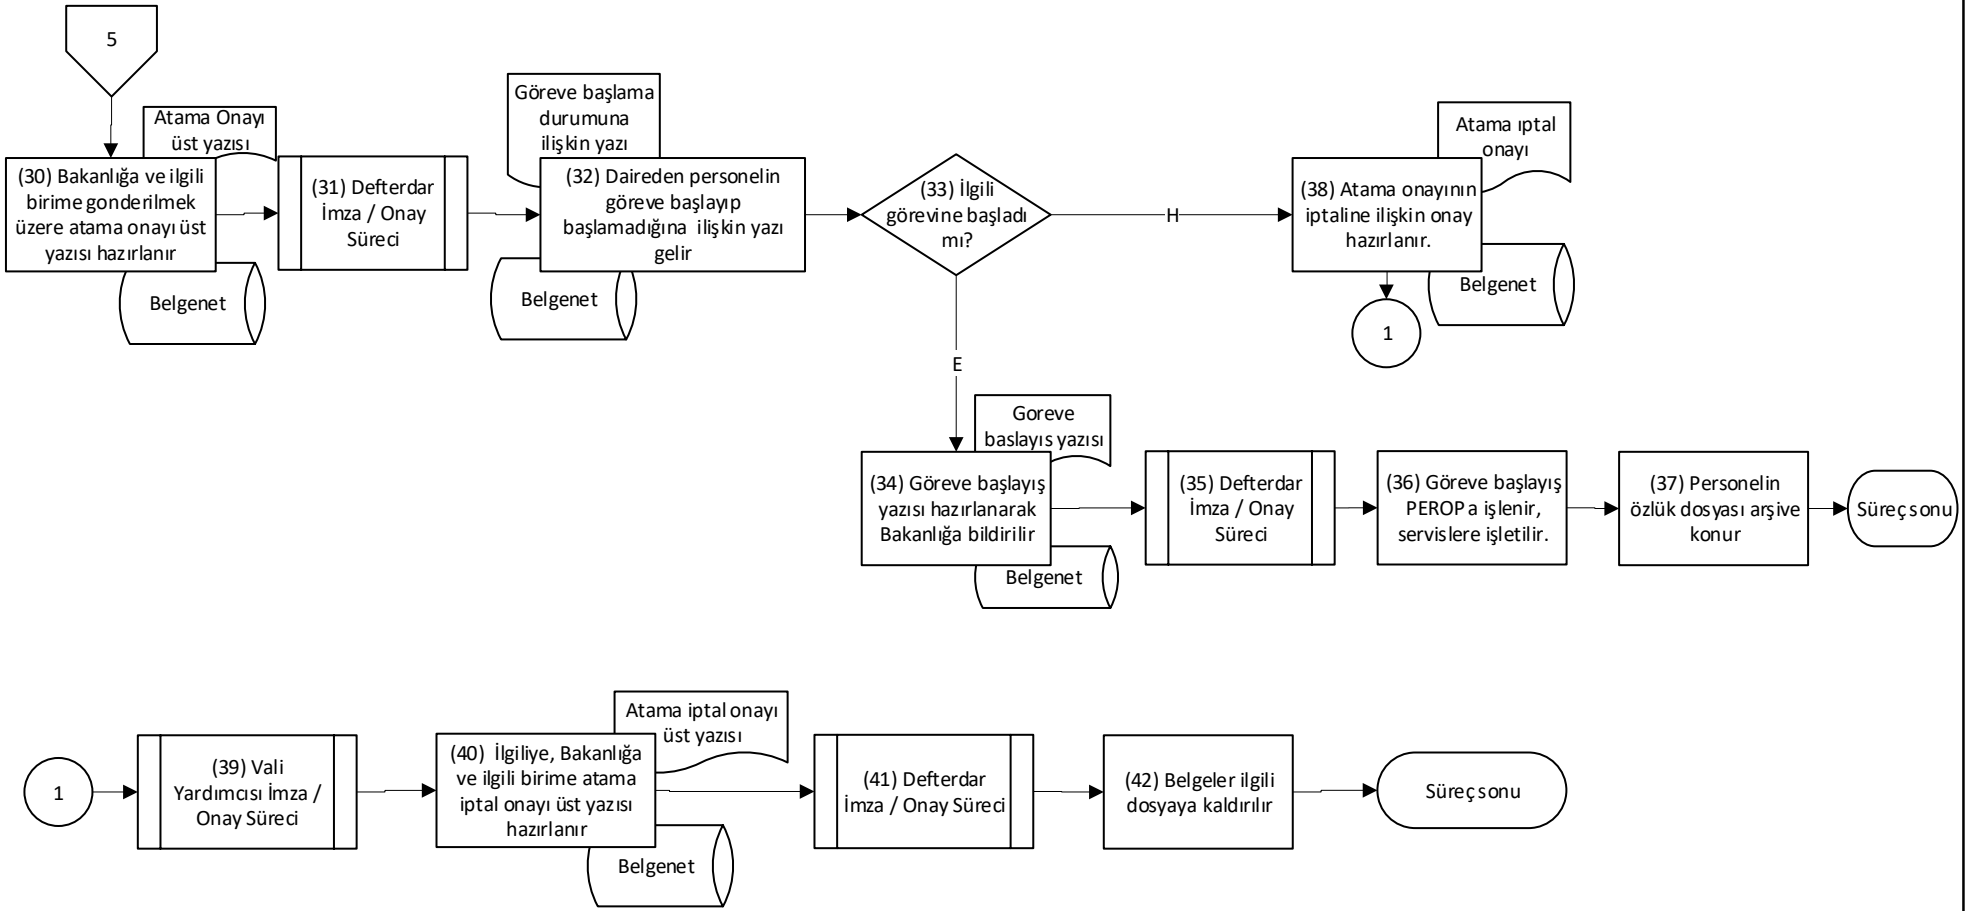 5
Atama Onayı
üst yazısı
(30) Bakanlığa ve ilgili
birime gonderilmek
üzere atama onayı üst
yazısı hazırlanır
Belgenet
(31) Defterdar
İmza / Onay
Süreci
Göreve başlama
durumuna
ilişkin yazı
(32) Daireden personelin
göreve başlayıp
başlamadığına ilişkin yazı
gelir
Belgenet
(33) İlgili
görevine başladı
mı?
H
Atama ıptal
onayı
(38) Atama onayının
iptaline ilişkin onay
hazırlanır.
Belgenet
1
E
Goreve
baslayıs yazısı
(34) Göreve başlayış
yazısı hazırlanarak
Bakanlığa bildirilir
Belgenet
(35) Defterdar
İmza / Onay
Süreci
(36) Göreve başlayış
PEROP a işlenir,
servislere işletilir.
(37) Personelin
özlük dosyası arşive
konur
Süreç sonu
1
(39) Vali
Yardımcısı İmza /
Onay Süreci
Atama iptal onayı
üst yazısı
(40) İlgiliye, Bakanlığa
ve ilgili birime atama
iptal onayı üst yazısı
hazırlanır
Belgenet
(41) Defterdar
İmza / Onay Süreci
(42) Belgeler ilgili
dosyaya kaldırılır
Süreç sonu